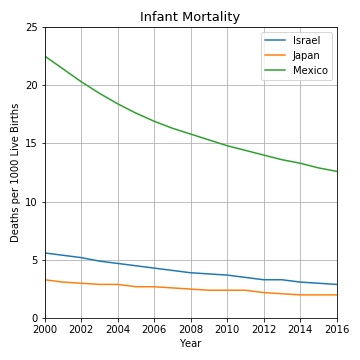 Infant Mortality
Israel
Japan
Mexico
Deaths per 1000 Live Births
25
20
15
10
5
0
2000 2002 2004 2006 2008 2010 2012 2014 2016
Year